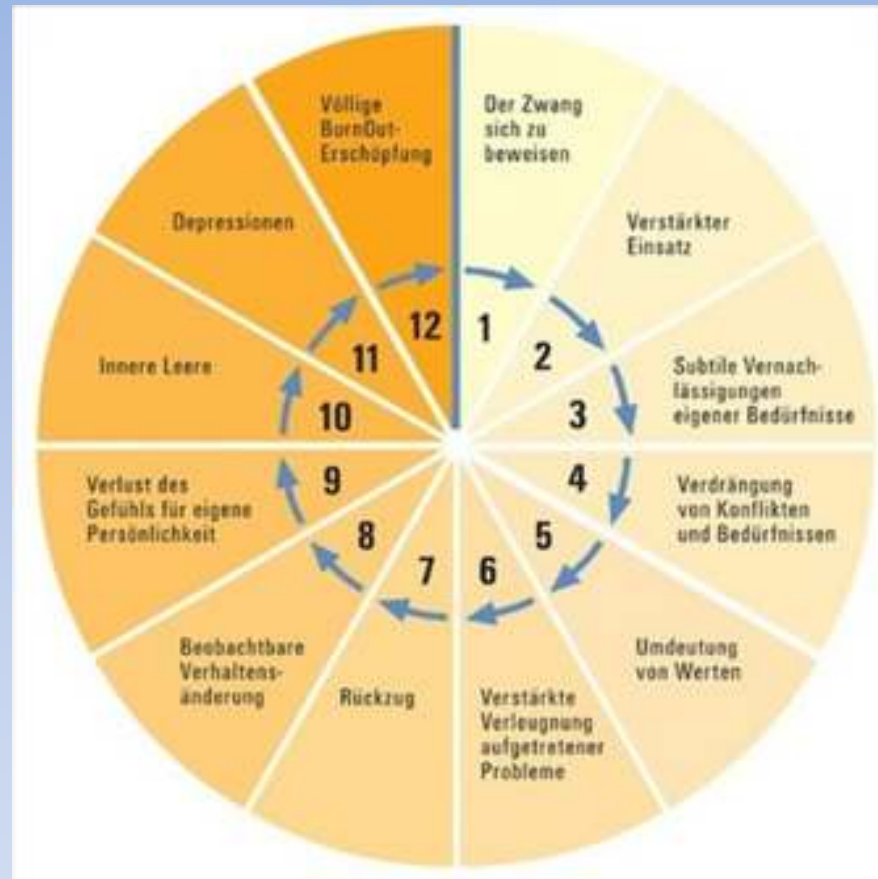 Der Zwang
sich zu
beweisen
1
Verstärkter
Einsatz
2
Subtile Vernach-
lässigungen
eigener Bedürfnisse
3
Verdrängung
von Konflikten
und Bedürfnissen
4
Umdeutung
von Werten
5
Verstärkte
Verleugnung
aufgetretener
Probleme
6
Rückzug
7
Beobachtbare
Verhaltens-
änderung
8
Verlust des
Gefühls für eigene
Persönlichkeit
9
Innere Leere
10
Depressionen
11
Völlige
BurnOut-
Erschöpfung
12